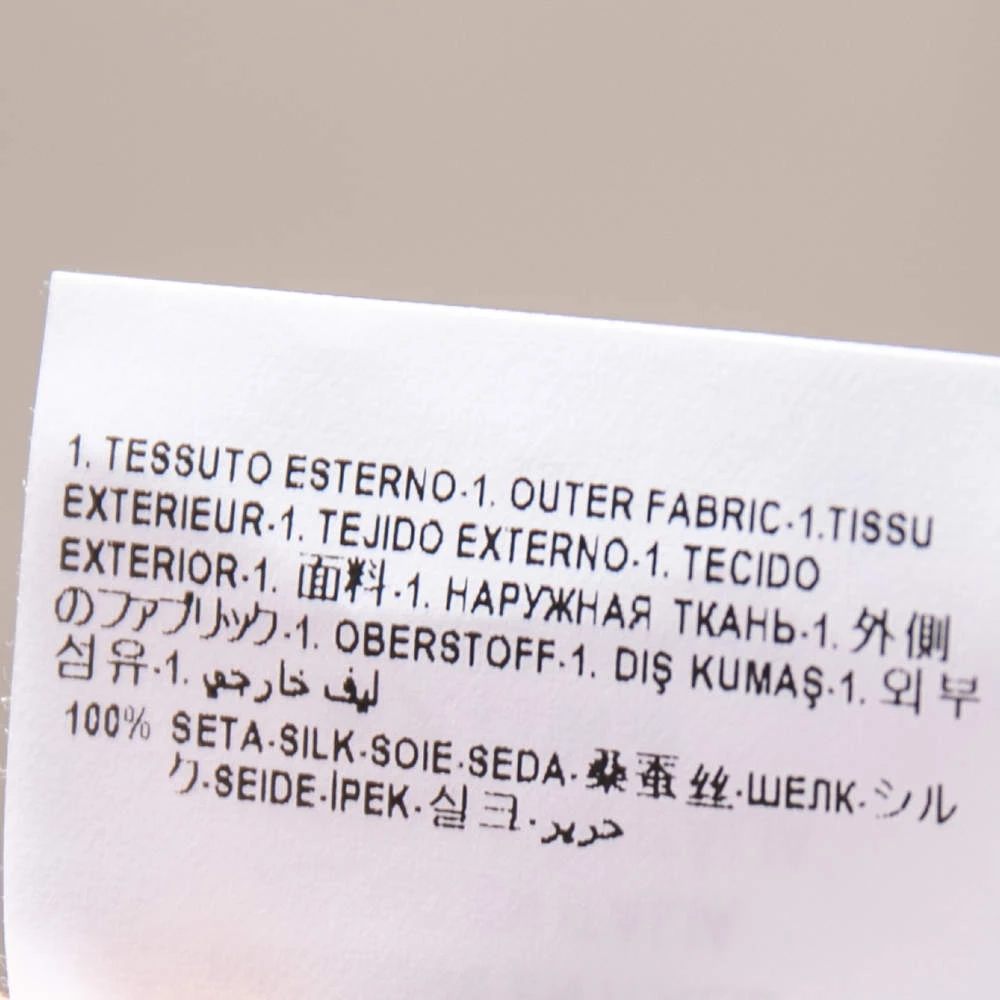 1. TESSUTO ESTERNO-1. OUTER FABRIC-1.TISSU
EXTERIEUR-1. TEJIDO EXTERNO-1. TECIDO
EXTERIOR-1. 面料-1. НАРУЖНАЯ ТКАНЬ-1. 外側
のファブリック-1. OBERSTOFF-1. DIŞ KUMAŞ-1. 외부
섬유-1. ليف خارجي
100% SETA-SILK-SOIE-SEDA-桑蚕丝-ШЕЛК-シル
ク-SEIDE-İPEK-실크-حرير